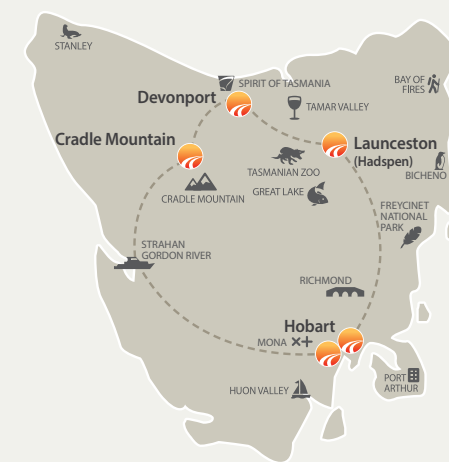 STANLEY
SPIRIT OF TASMANIA
BAY OF
FIRES
Devonport
TAMAR VALLEY
Cradle Mountain
Launceston
(Hadspen)
TASMANIAN ZOO
BICHENO
CRADLE MOUNTAIN
GREAT LAKE
FREYCINET
NATIONAL
PARK
STRAHAN
GORDON RIVER
RICHMOND
Hobart
MONA
PORT
ARTHUR
HUON VALLEY